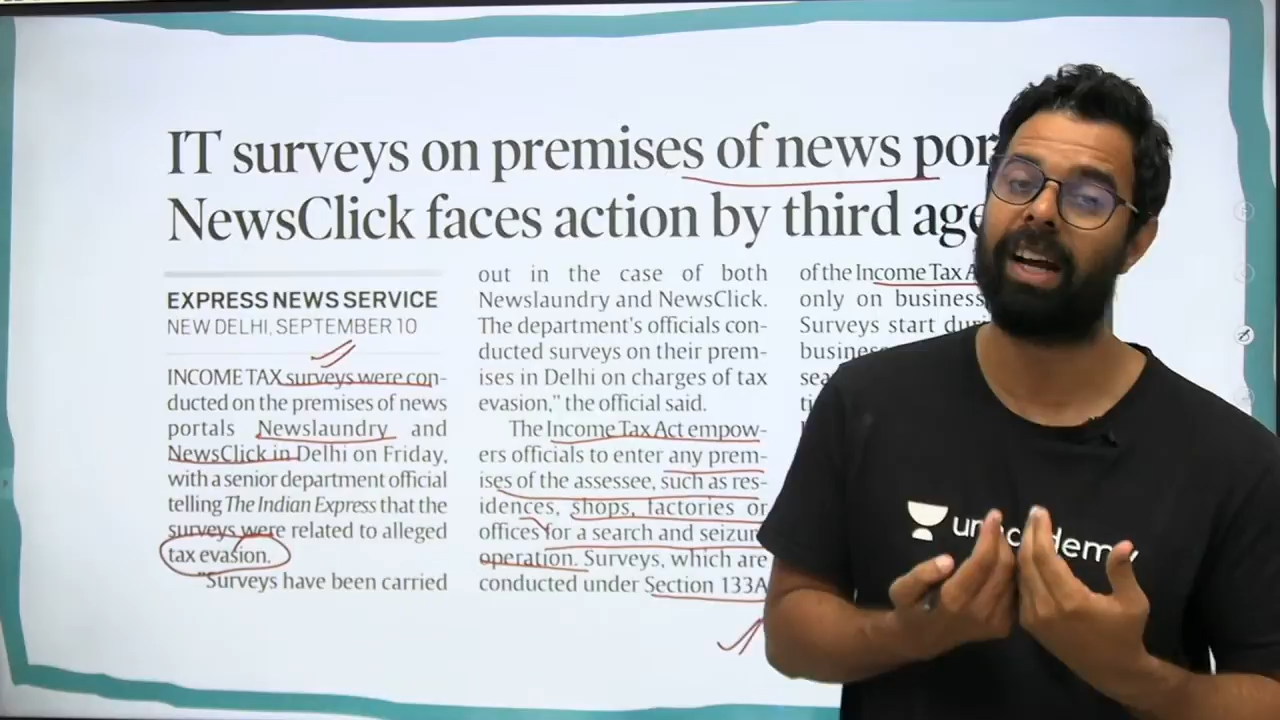 IT surveys on premises of news
NewsClick faces action by third
EXPRESS NEWS SERVICE
NEW DELHI, SEPTEMBER 10
INCOME TAX surveys were con-
ducted on the premises of news
portals Newslaundry and
NewsClick in Delhi on Friday,
with a senior department official
telling The Indian Express that the
surveys were related to alleged
tax evasion.
"Surveys have been carried
out in the case of both
Newslaundry and NewsClick.
The department's officials con-
ducted surveys on their prem-
ises in Delhi on charges of tax
evasion," the official said.
The Income Tax Act empow-
ers officials to enter any prem-
ises of the assessee, such as res-
idences, shops, factories or
offices for a search and seizure
operation. Surveys, which are
conducted under Section 133A
of the Income Tax
only on business
Surveys start
unacademy